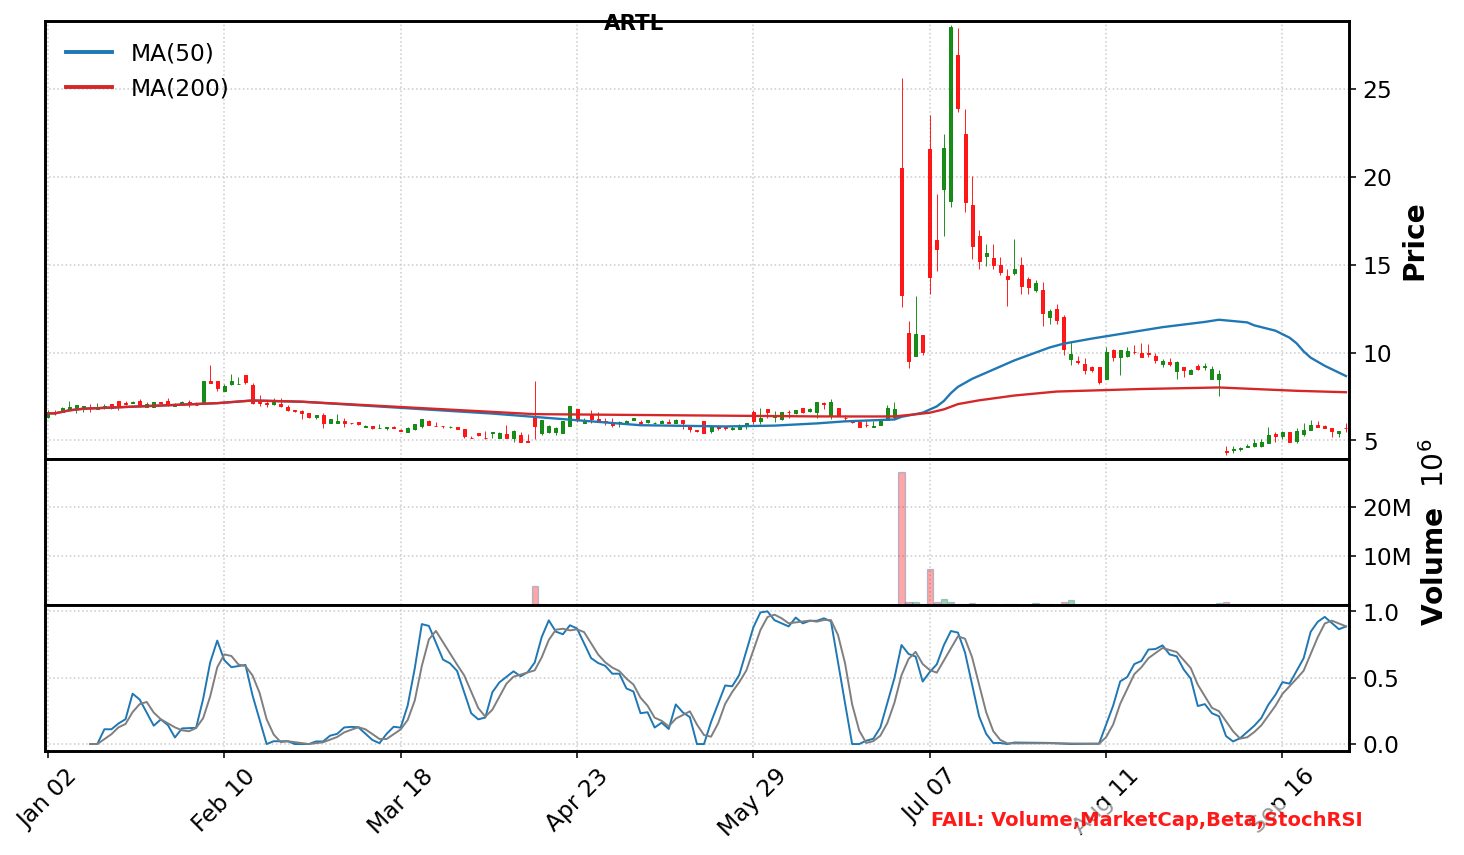 ARTL
MA(50)
MA(200)
25
20
15
10
5
Price
20M
10M
Volume 10^6
1.0
0.5
0.0
Jan 02
Feb 10
Mar 18
Apr 23
May 29
Jul 07
Aug 11
Sep 16
FAIL: Volume,MarketCap,Beta,StochRSI